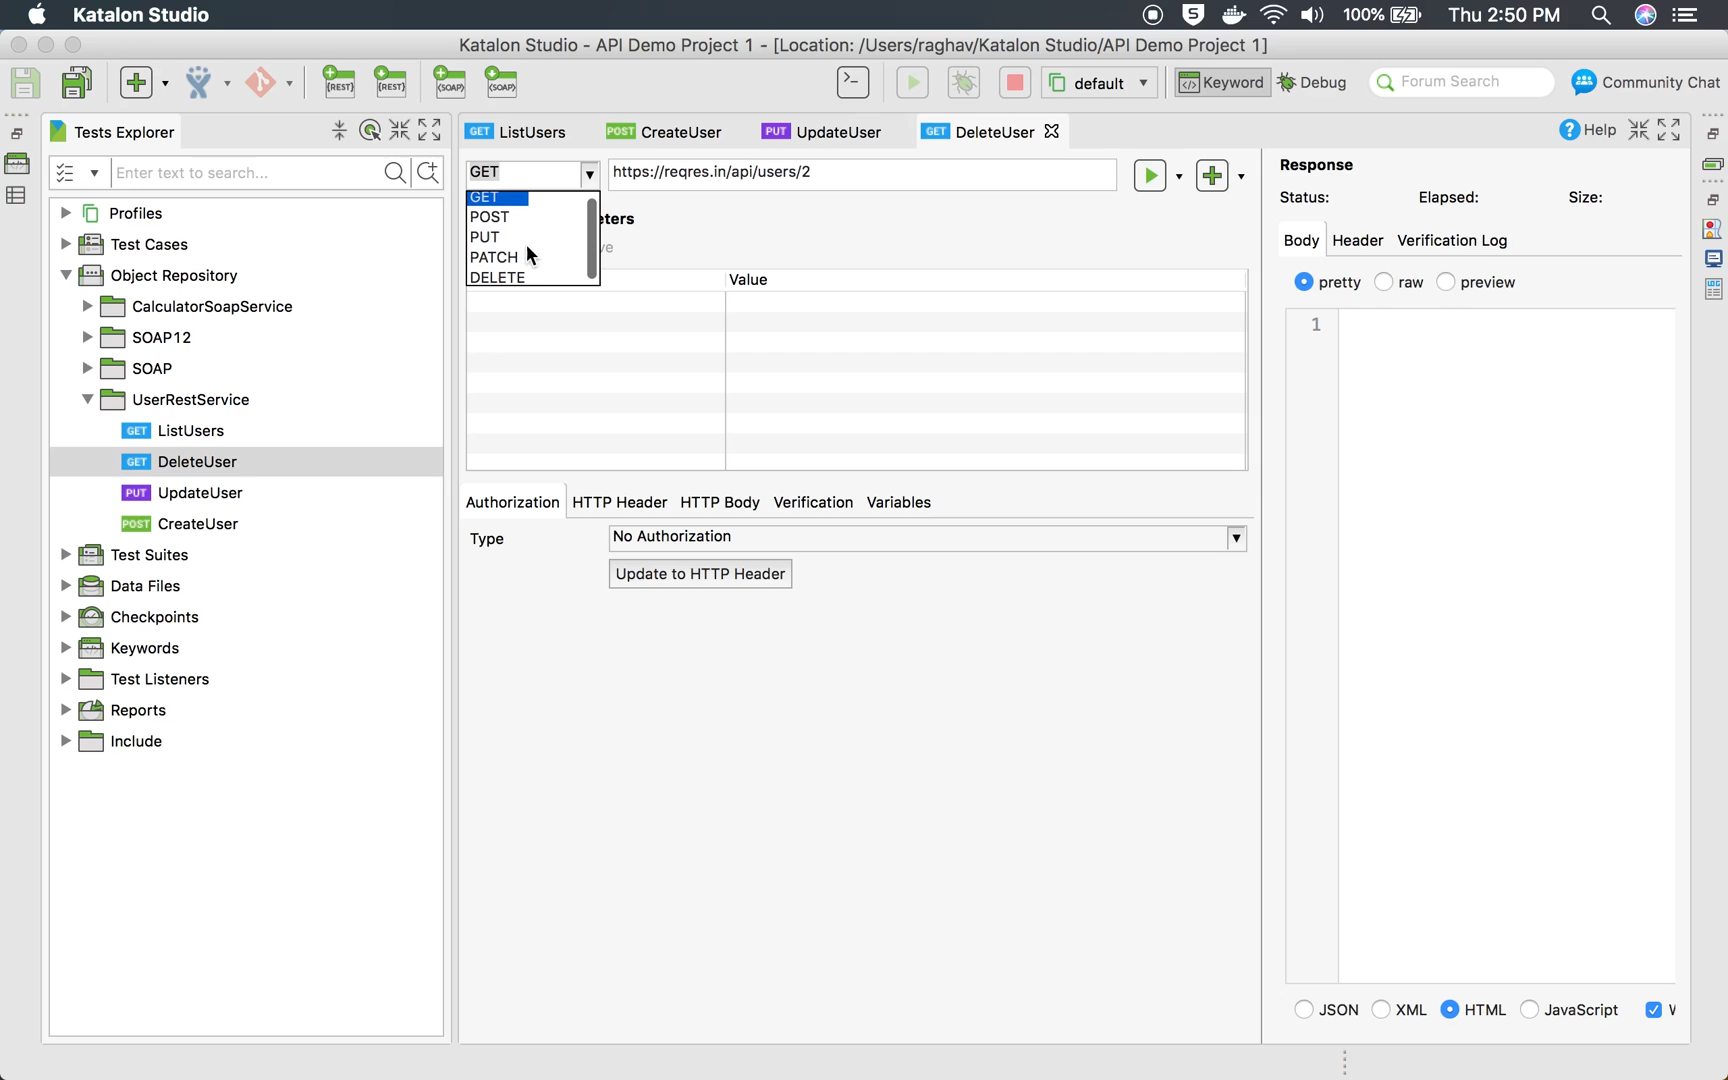 Katalon Studio
S
100%
Thu 2:50 PM
Katalon Studio - API Demo Project 1 - [Location: /Users/raghav/Katalon Studio/API Demo Project 1]
{REST}
{REST}
{SOAP}
{SOAP}
default
Keyword
Debug
Forum Search
Community Chat
Tests Explorer
GET ListUsers
POST CreateUser
PUT UpdateUser
GET DeleteUser
Help
Enter text to search...
GET
https://reqres.in/api/users/2
Response
Status:
Elapsed:
Size:
GET
POST
PUT
PATCH
DELETE
eters
ve
Value
Body
Header
Verification Log
pretty
raw
preview
1
Profiles
Test Cases
Object Repository
CalculatorSoapService
SOAP12
SOAP
UserRestService
GET ListUsers
GET DeleteUser
PUT UpdateUser
POST CreateUser
Test Suites
Data Files
Checkpoints
Keywords
Test Listeners
Reports
Include
Authorization
HTTP Header
HTTP Body
Verification
Variables
Type
No Authorization
Update to HTTP Header
JSON
XML
HTML
JavaScript